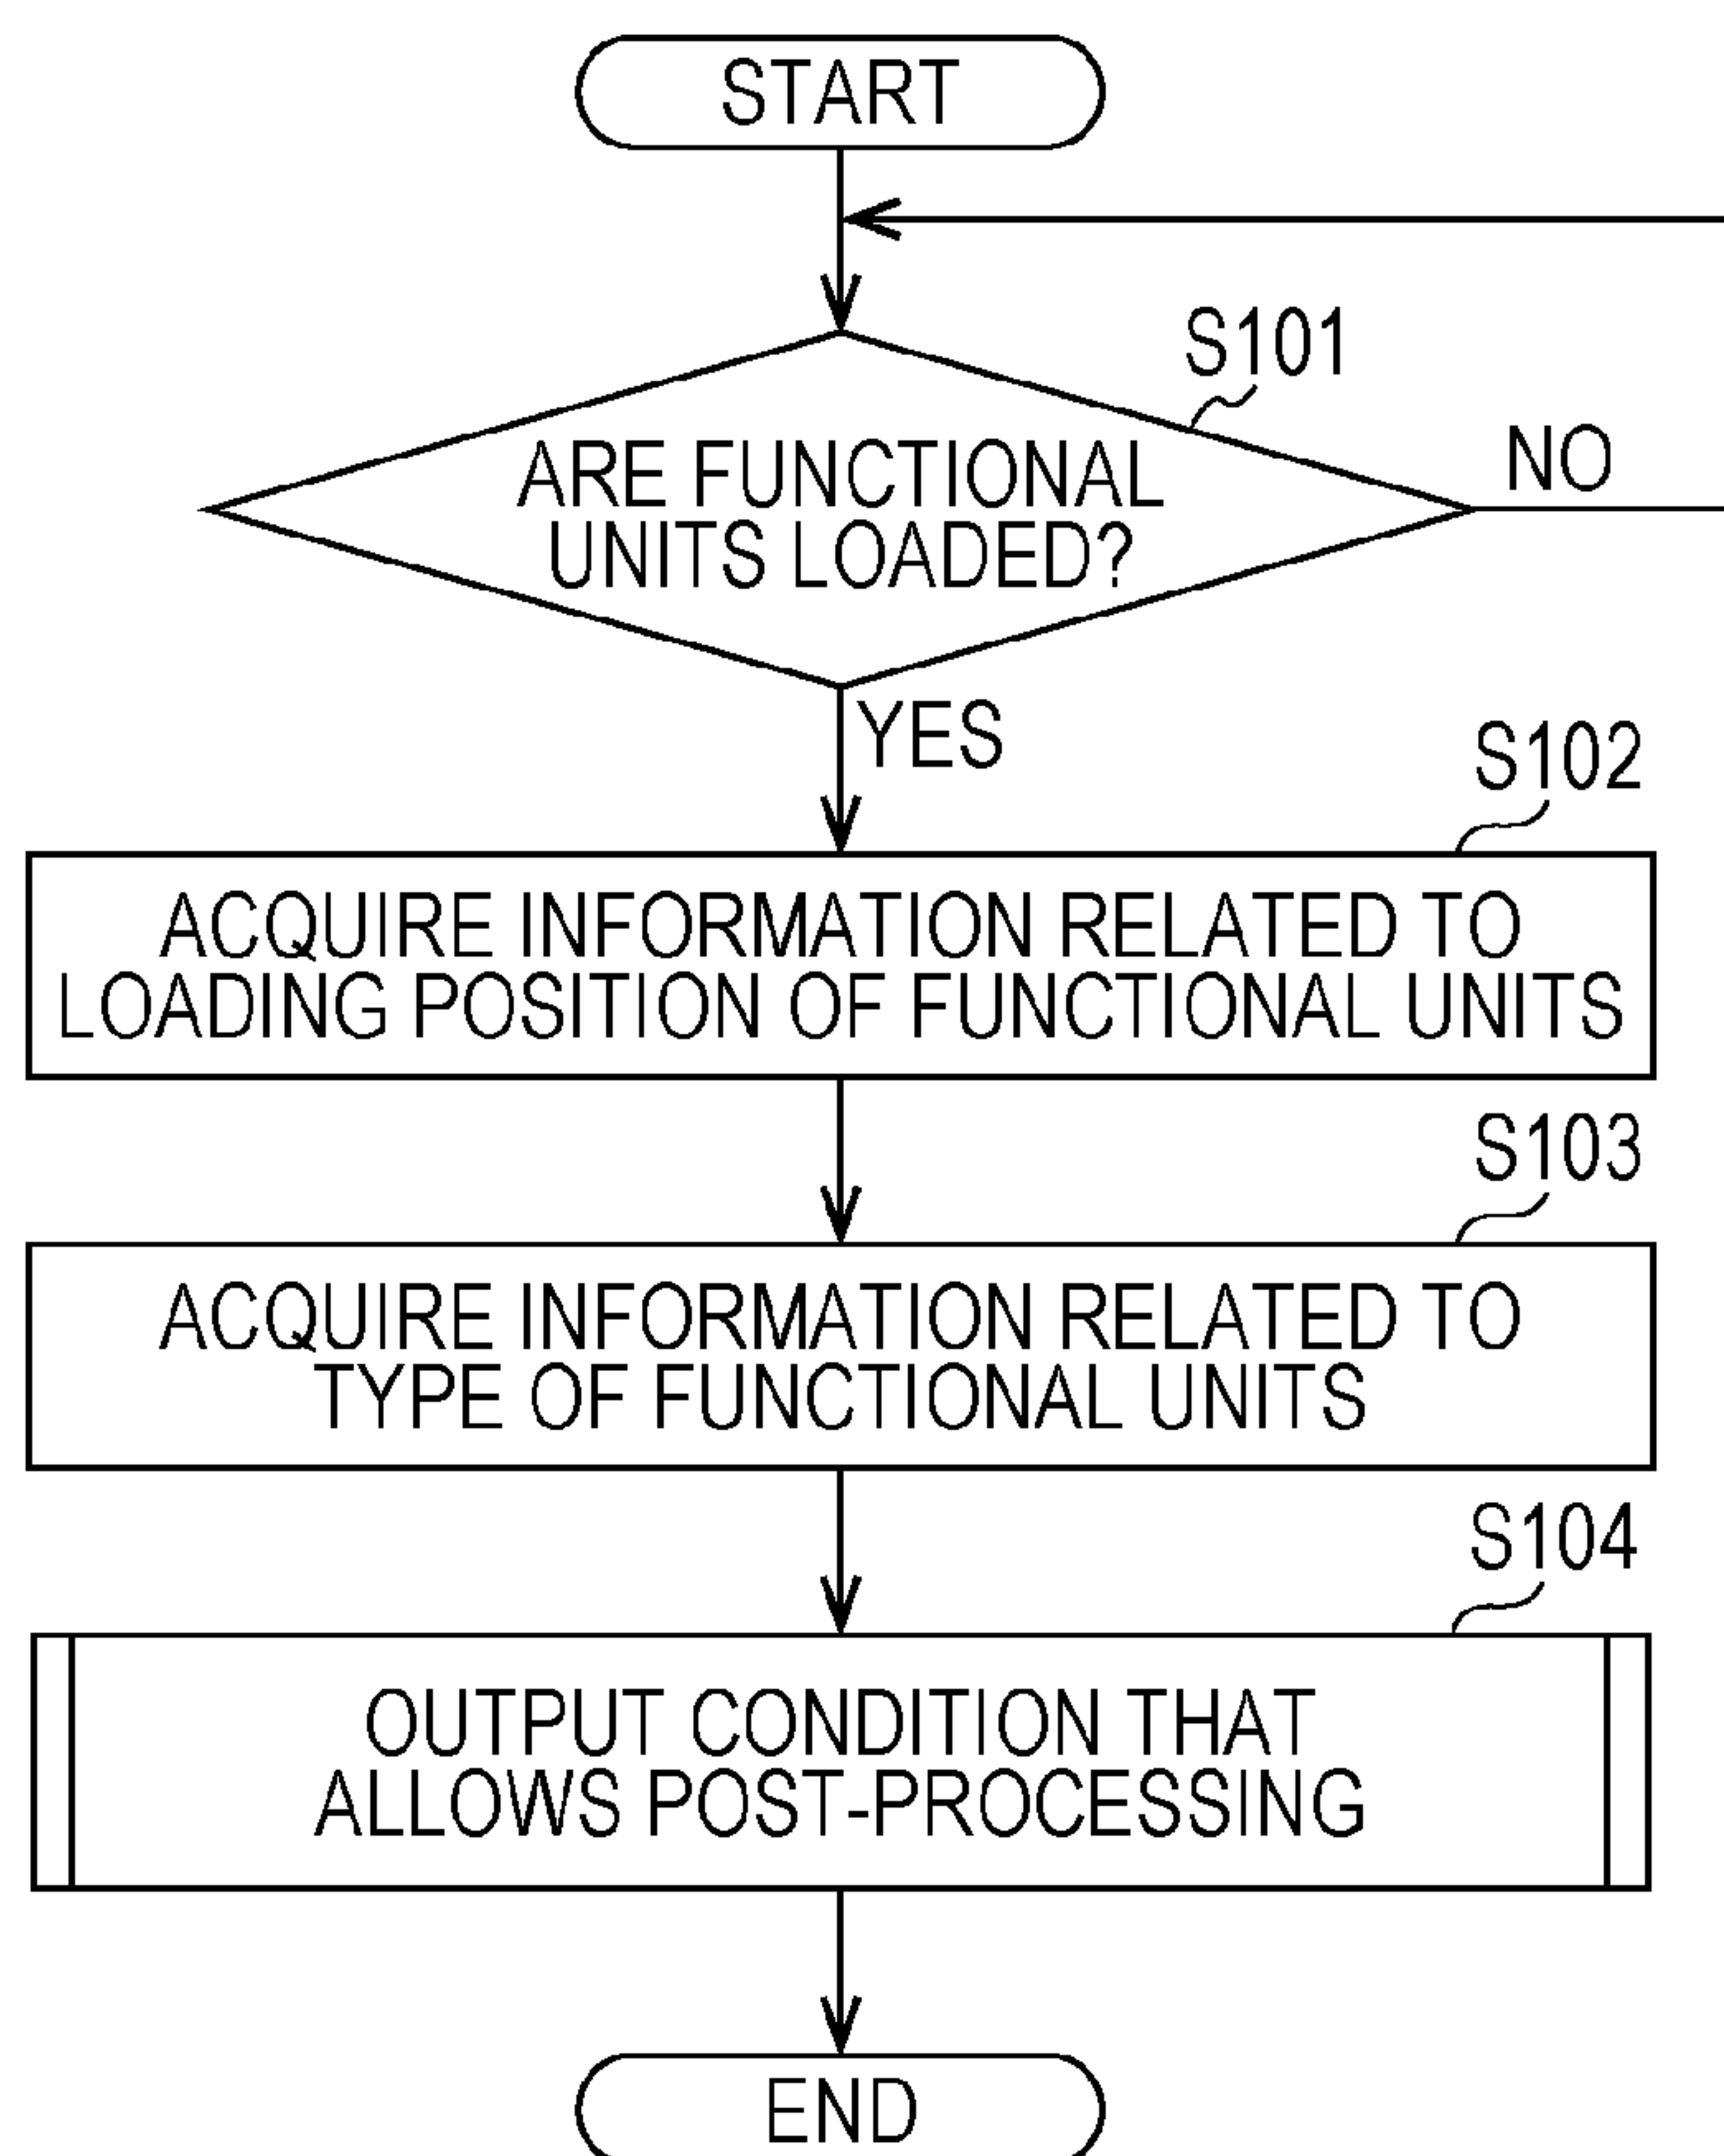 START
S101
ARE FUNCTIONAL
UNITS LOADED?
NO
YES
S102
ACQUIRE INFORMATION RELATED TO
LOADING POSITION OF FUNCTIONAL UNITS
S103
ACQUIRE INFORMATION RELATED TO
TYPE OF FUNCTIONAL UNITS
S104
OUTPUT CONDITION THAT
ALLOWS POST-PROCESSING
END